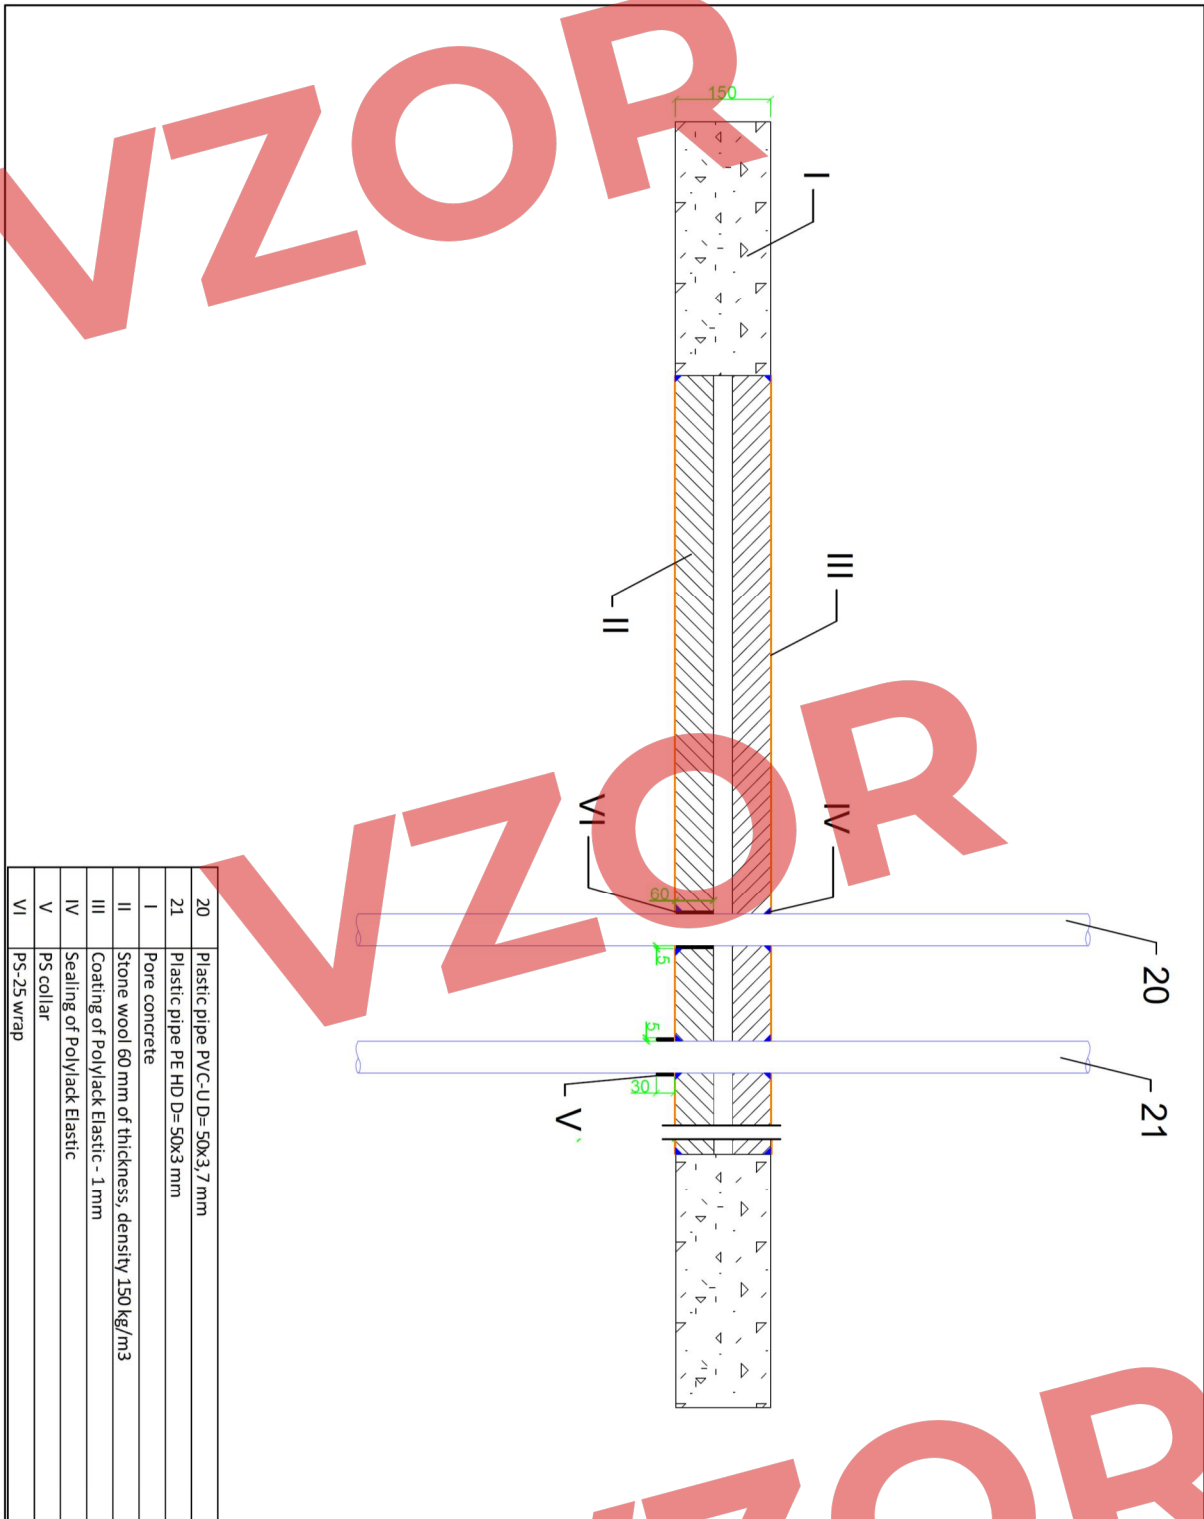 VZOR
150
I
III
II
VZOR
VI
IV
60
20
5
5
21
30
V
20 Plastic pipe PVC-U D= 50x3,7 mm
21 Plastic pipe PE HD D= 50x3 mm
I Pore concrete
II Stone wool 60 mm of thickness, density 150 kg/m3
III Coating of Polylack Elastic - 1 mm
IV Sealing of Polylack Elastic
V PS collar
VI PS-25 wrap
ZOR